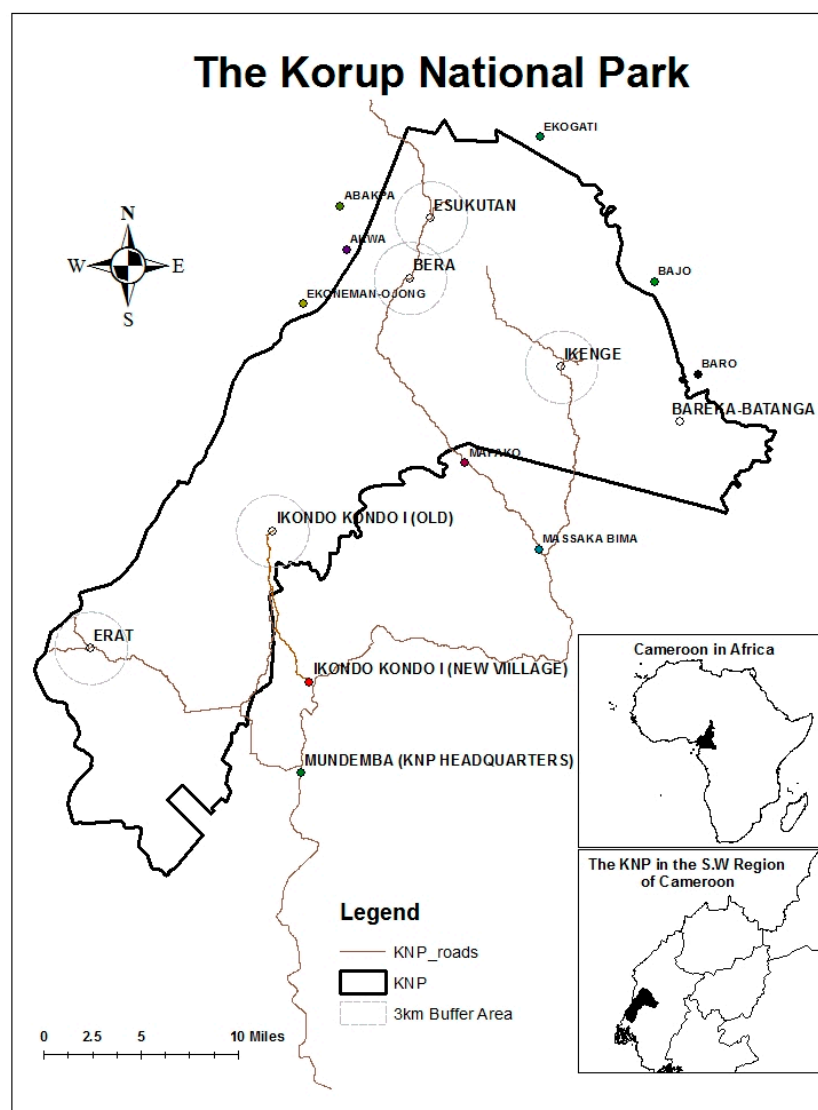 The Korup National Park
EKOGATI
ABAKPA
ESUKUTAN
N
AKWA
W
E
BERA
S
EKONEMAN-OJONG
BAJO
IKENGE
BARO
BAREKA-BATANGA
MAPAKO
IKONDO KONDO I (OLD)
MASSAKA BIMA
ERAT
IKONDO KONDO I (NEW VIILLAGE)
MUNDEMBA (KNP HEADQUARTERS)
Cameroon in Africa
The KNP in the S.W Region
of Cameroon
Legend
KNP_roads
KNP
3km Buffer Area
0 2.5 5 10 Miles